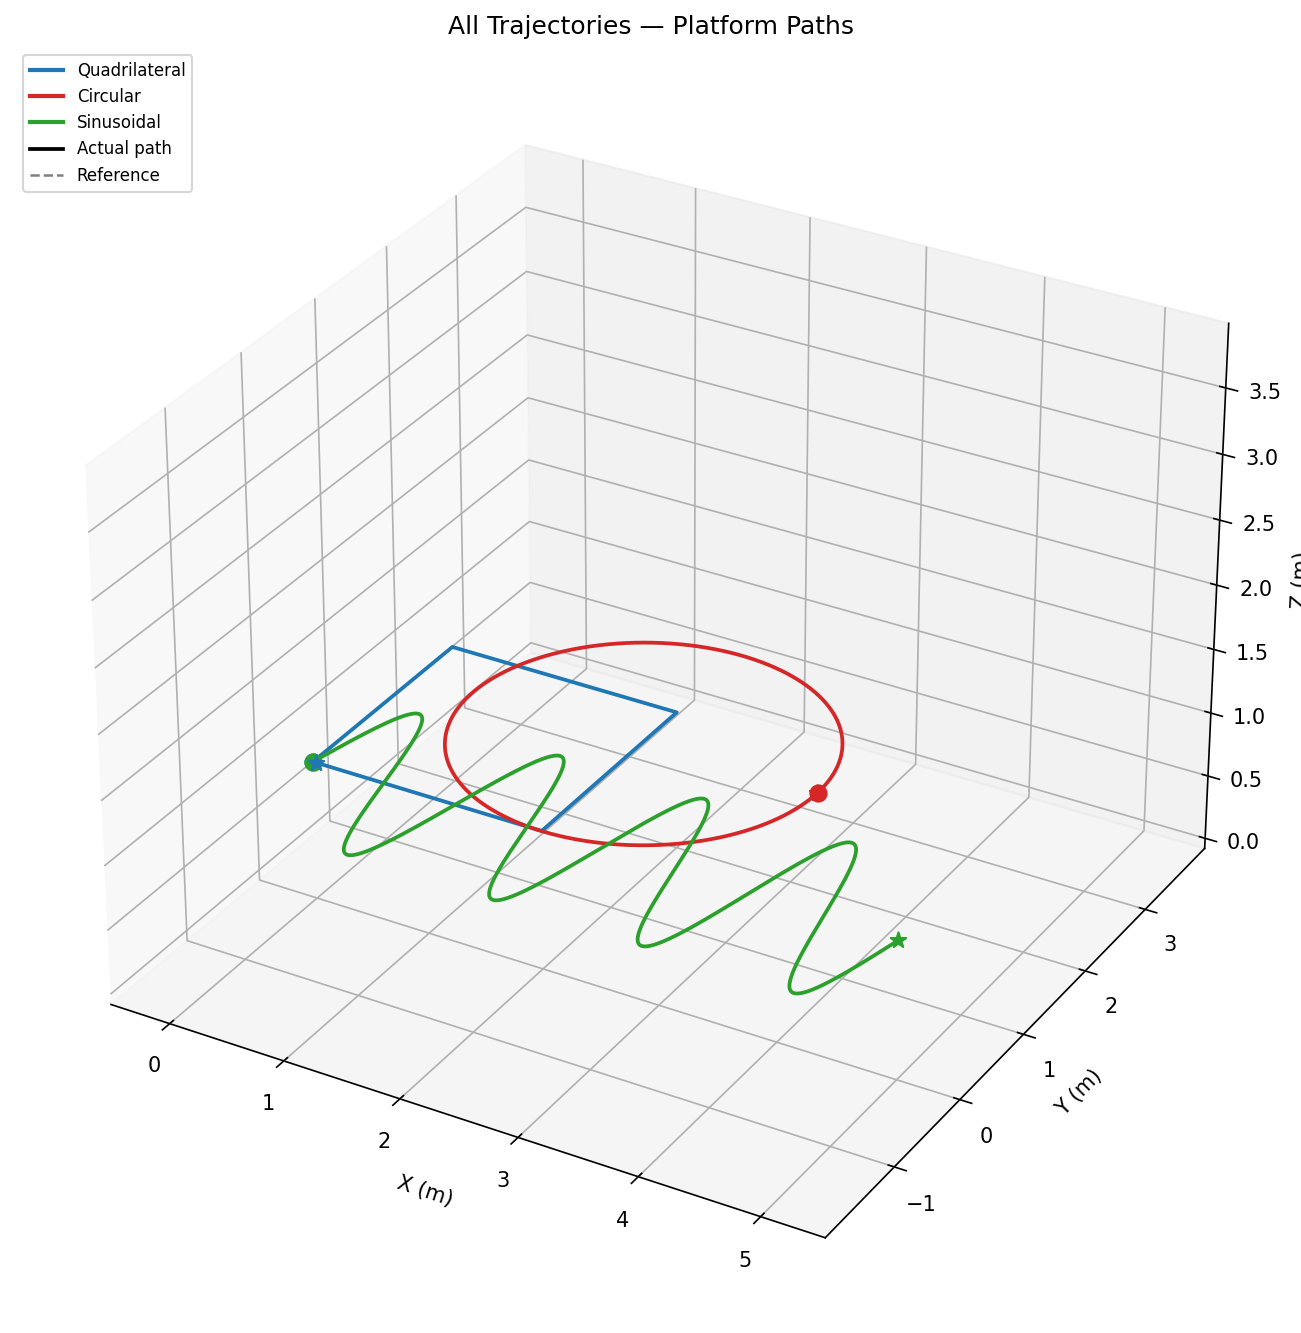 All Trajectories — Platform Paths
Quadrilateral
Circular
Sinusoidal
Actual path
Reference
3.5
3.0
2.5
2.0
1.5
1.0
0.5
0.0
Z (m)
3
2
1
0
−1
Y (m)
0
1
2
3
4
5
X (m)